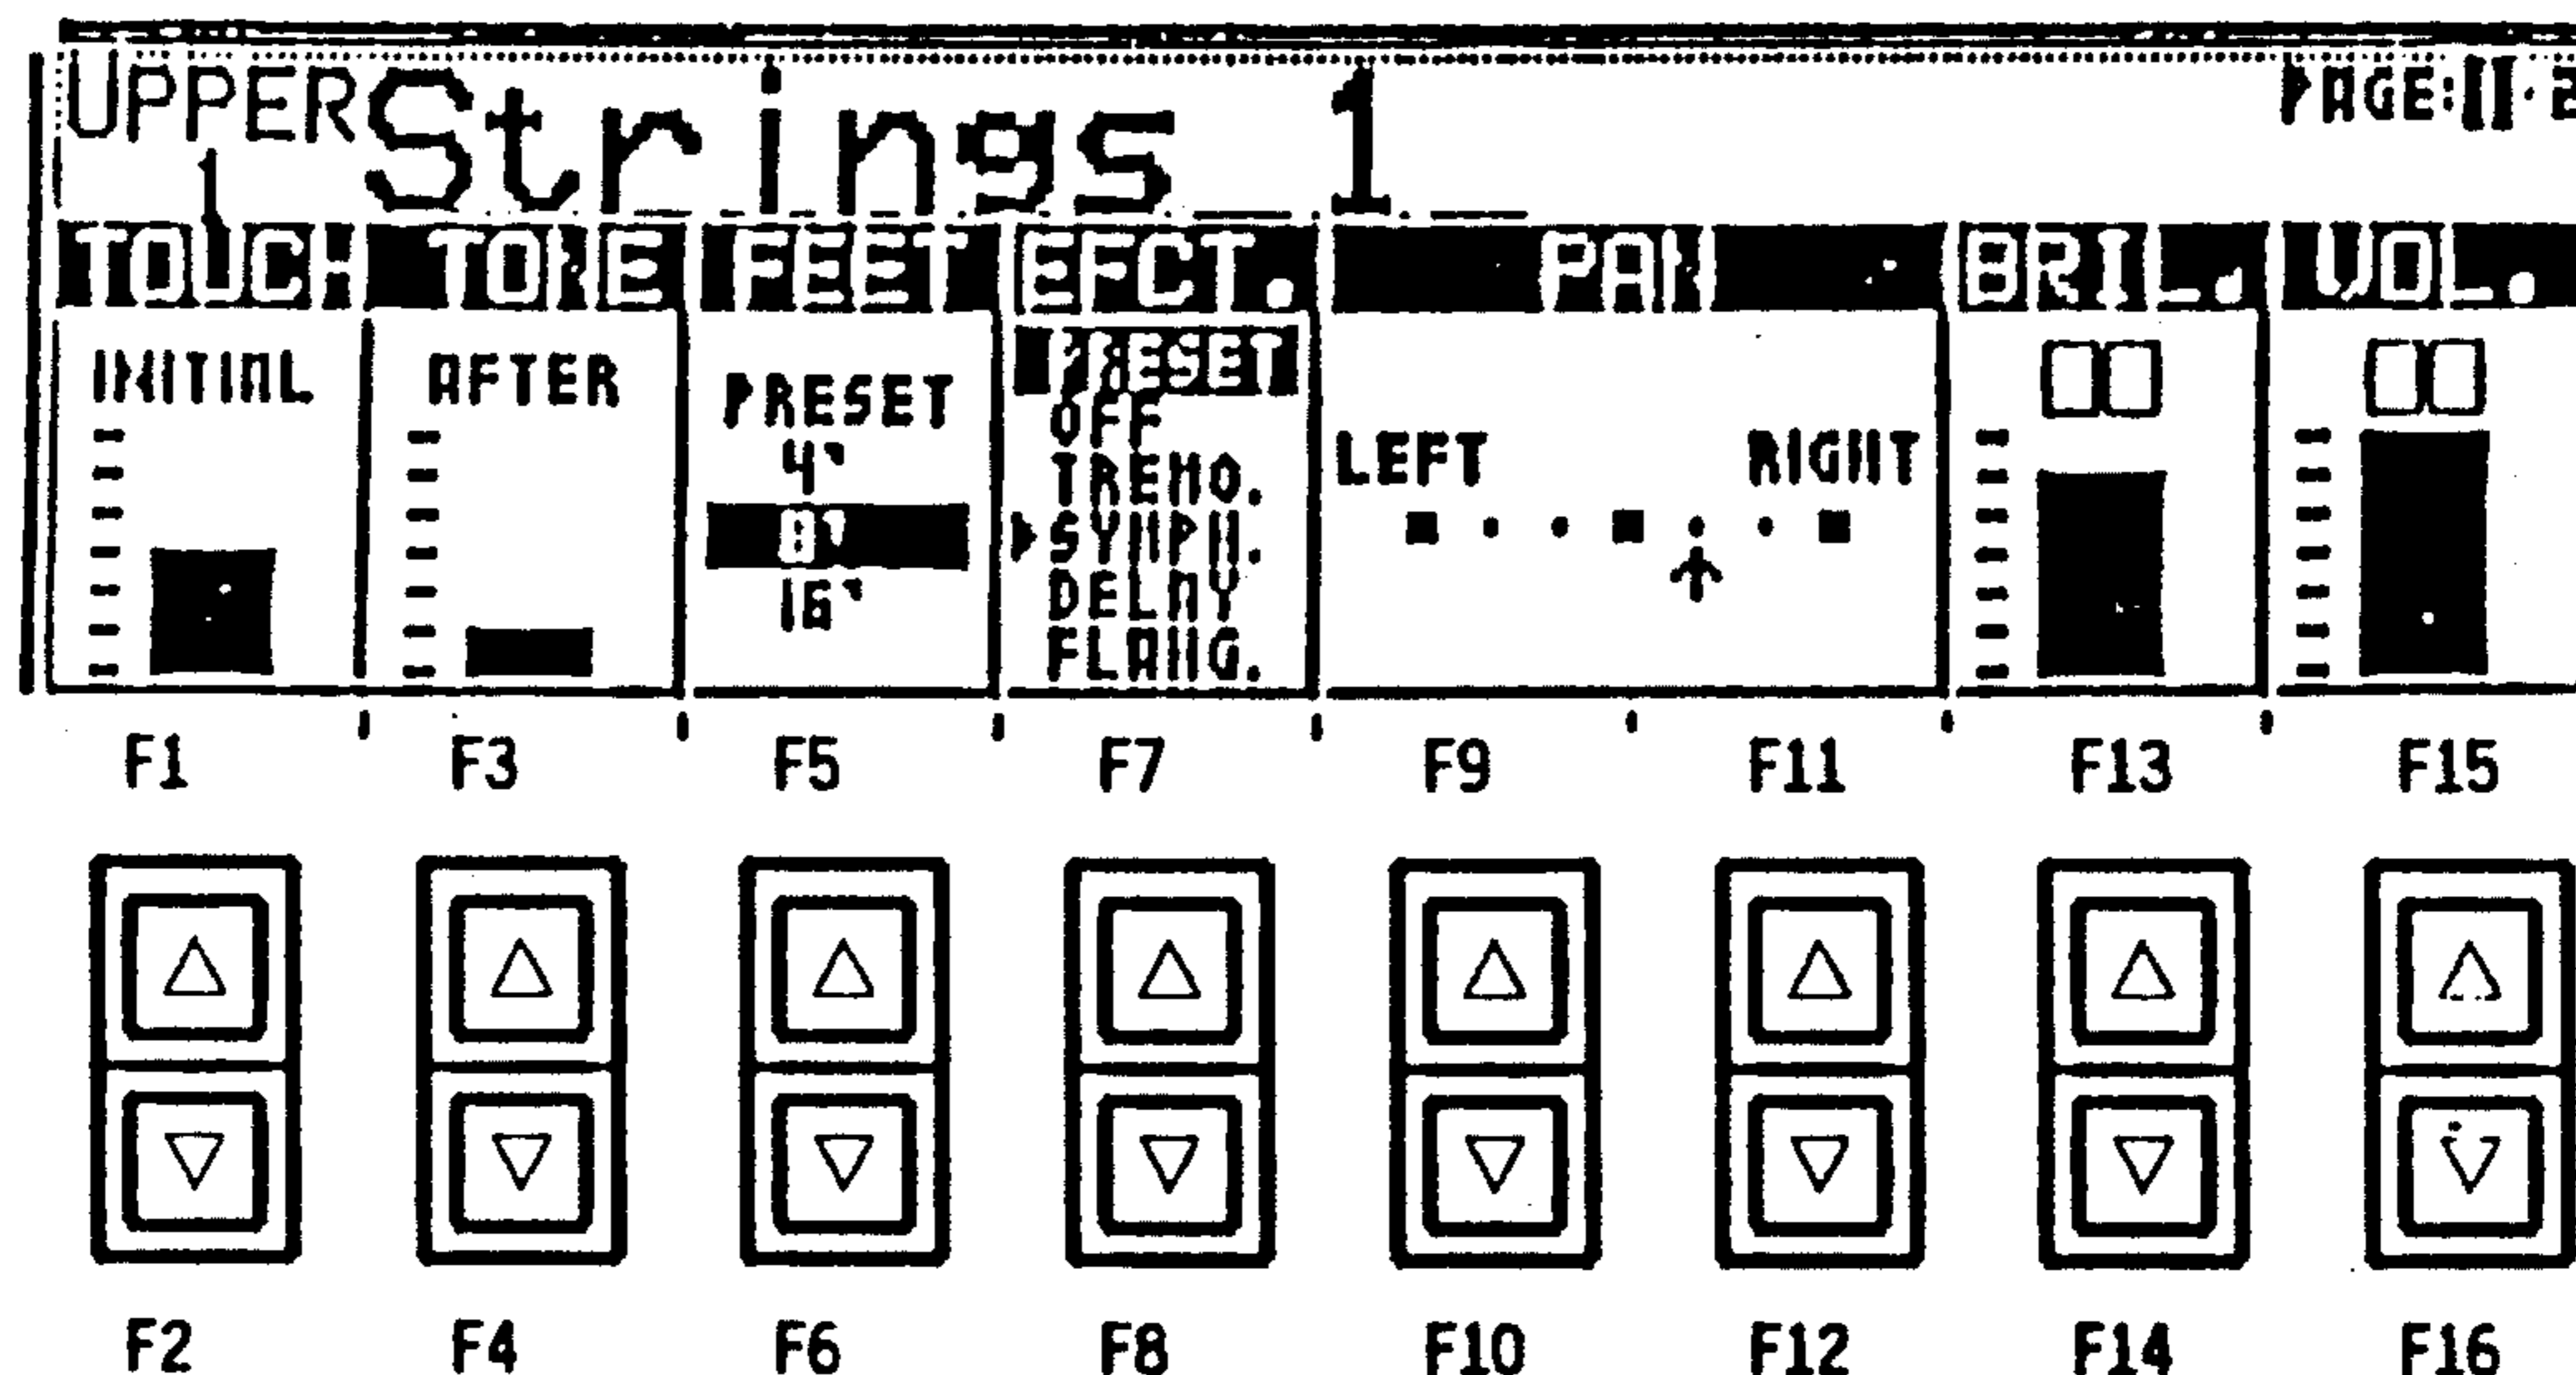 UPPER Strings 1
1
TOUCH TONE FEET EFCT. PAN BRIL. VOL.
INITIAL
AFTER
PRESET
4'
8'
16'
PRESET
OFF
TREMO.
SYMPH.
DELAY
FLANG.
LEFT RIGHT
F1 F3 F5 F7 F9 F11 F13 F15
F2 F4 F6 F8 F10 F12 F14 F16